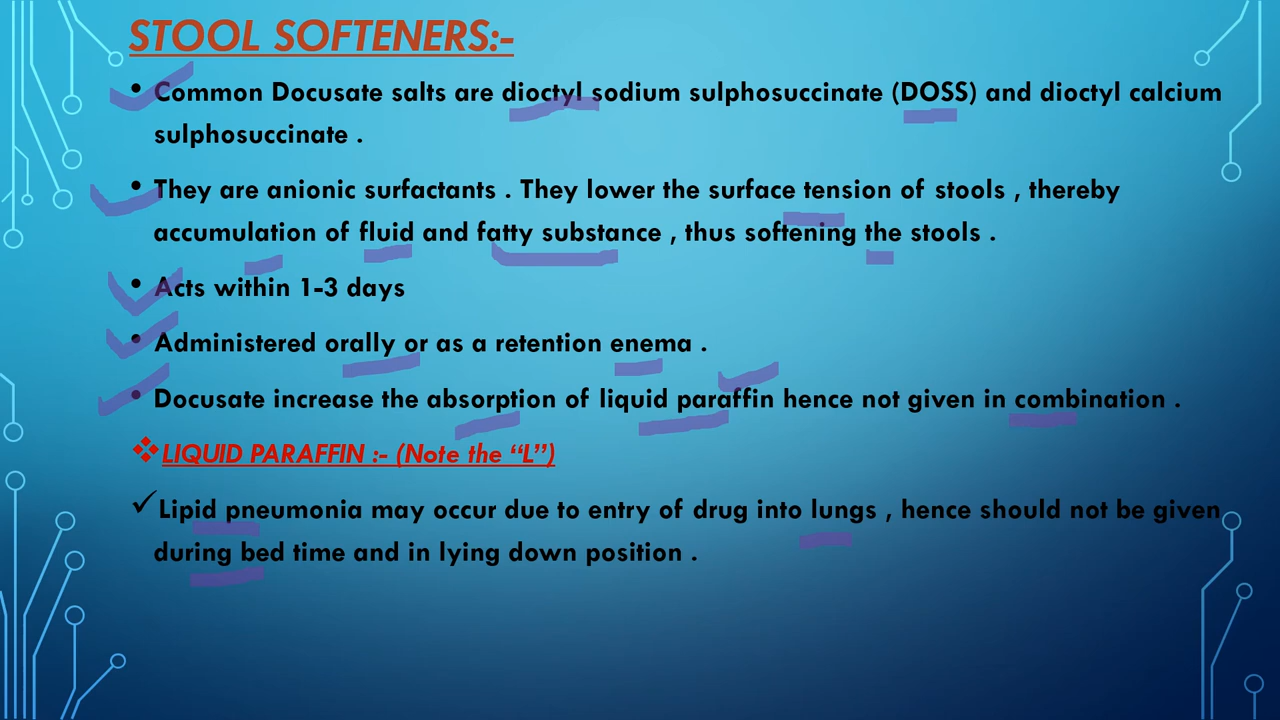 STOOL SOFTENERS:-
• Common Docusate salts are dioctyl sodium sulphosuccinate (DOSS) and dioctyl calcium
sulphosuccinate .
• They are anionic surfactants . They lower the surface tension of stools , thereby
accumulation of fluid and fatty substance , thus softening the stools .
• Acts within 1-3 days
• Administered orally or as a retention enema .
• Docusate increase the absorption of liquid paraffin hence not given in combination .
❖LIQUID PARAFFIN :- (Note the “L”)
✓Lipid pneumonia may occur due to entry of drug into lungs , hence should not be given
during bed time and in lying down position .